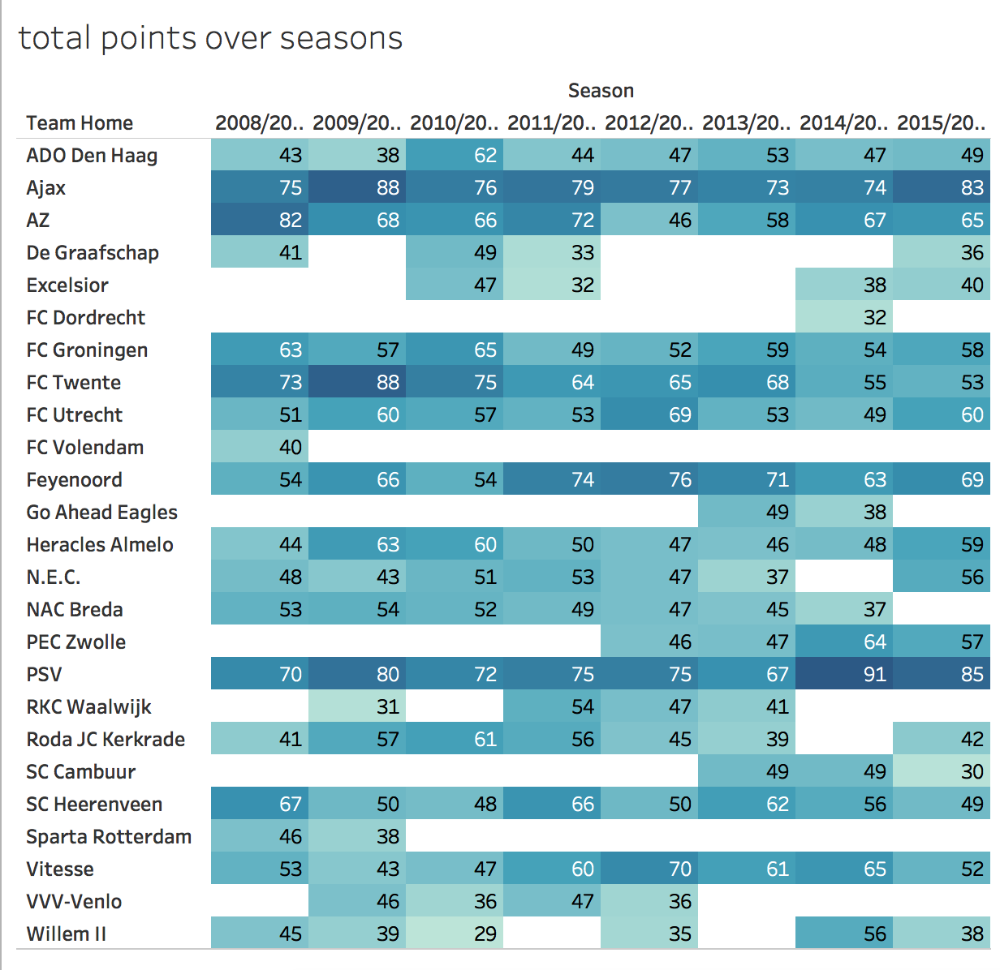 total points over seasons
Season
Team Home 2008/20.. 2009/20.. 2010/20.. 2011/20.. 2012/20.. 2013/20.. 2014/20.. 2015/20..
ADO Den Haag 43 38 62 44 47 53 47 49
Ajax 75 88 76 79 77 73 74 83
AZ 82 68 66 72 46 58 67 65
De Graafschap 41 49 33 36
Excelsior 47 32 38 40
FC Dordrecht 32
FC Groningen 63 57 65 49 52 59 54 58
FC Twente 73 88 75 64 65 68 55 53
FC Utrecht 51 60 57 53 69 53 49 60
FC Volendam 40
Feyenoord 54 66 54 74 76 71 63 69
Go Ahead Eagles 49 38
Heracles Almelo 44 63 60 50 47 46 48 59
N.E.C. 48 43 51 53 47 37 56
NAC Breda 53 54 52 49 47 45 37
PEC Zwolle 46 47 64 57
PSV 70 80 72 75 75 67 91 85
RKC Waalwijk 31 54 47 41
Roda JC Kerkrade 41 57 61 56 45 39 42
SC Cambuur 49 49 30
SC Heerenveen 67 50 48 66 50 62 56 49
Sparta Rotterdam 46 38
Vitesse 53 43 47 60 70 61 65 52
VVV-Venlo 46 36 47 36
Willem II 45 39 29 35 56 38